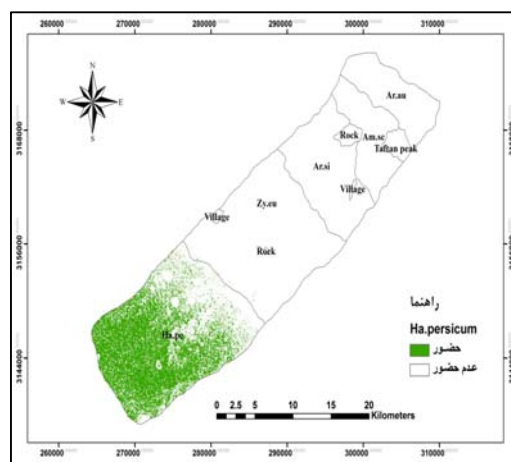 260000 270000 280000 290000 300000 310000
N
W E
S
Ar.au
3168000
Rock Am.sc
Taftan peak
Ar.si
Village
Zy.eu
Village
3156000
Rock
راهنما
Ha.persicum
Ha.pe
حضور
3144000
عدم حضور
0 2.5 5 10 15 20
Kilometers
260000 270000 280000 290000 300000 310000